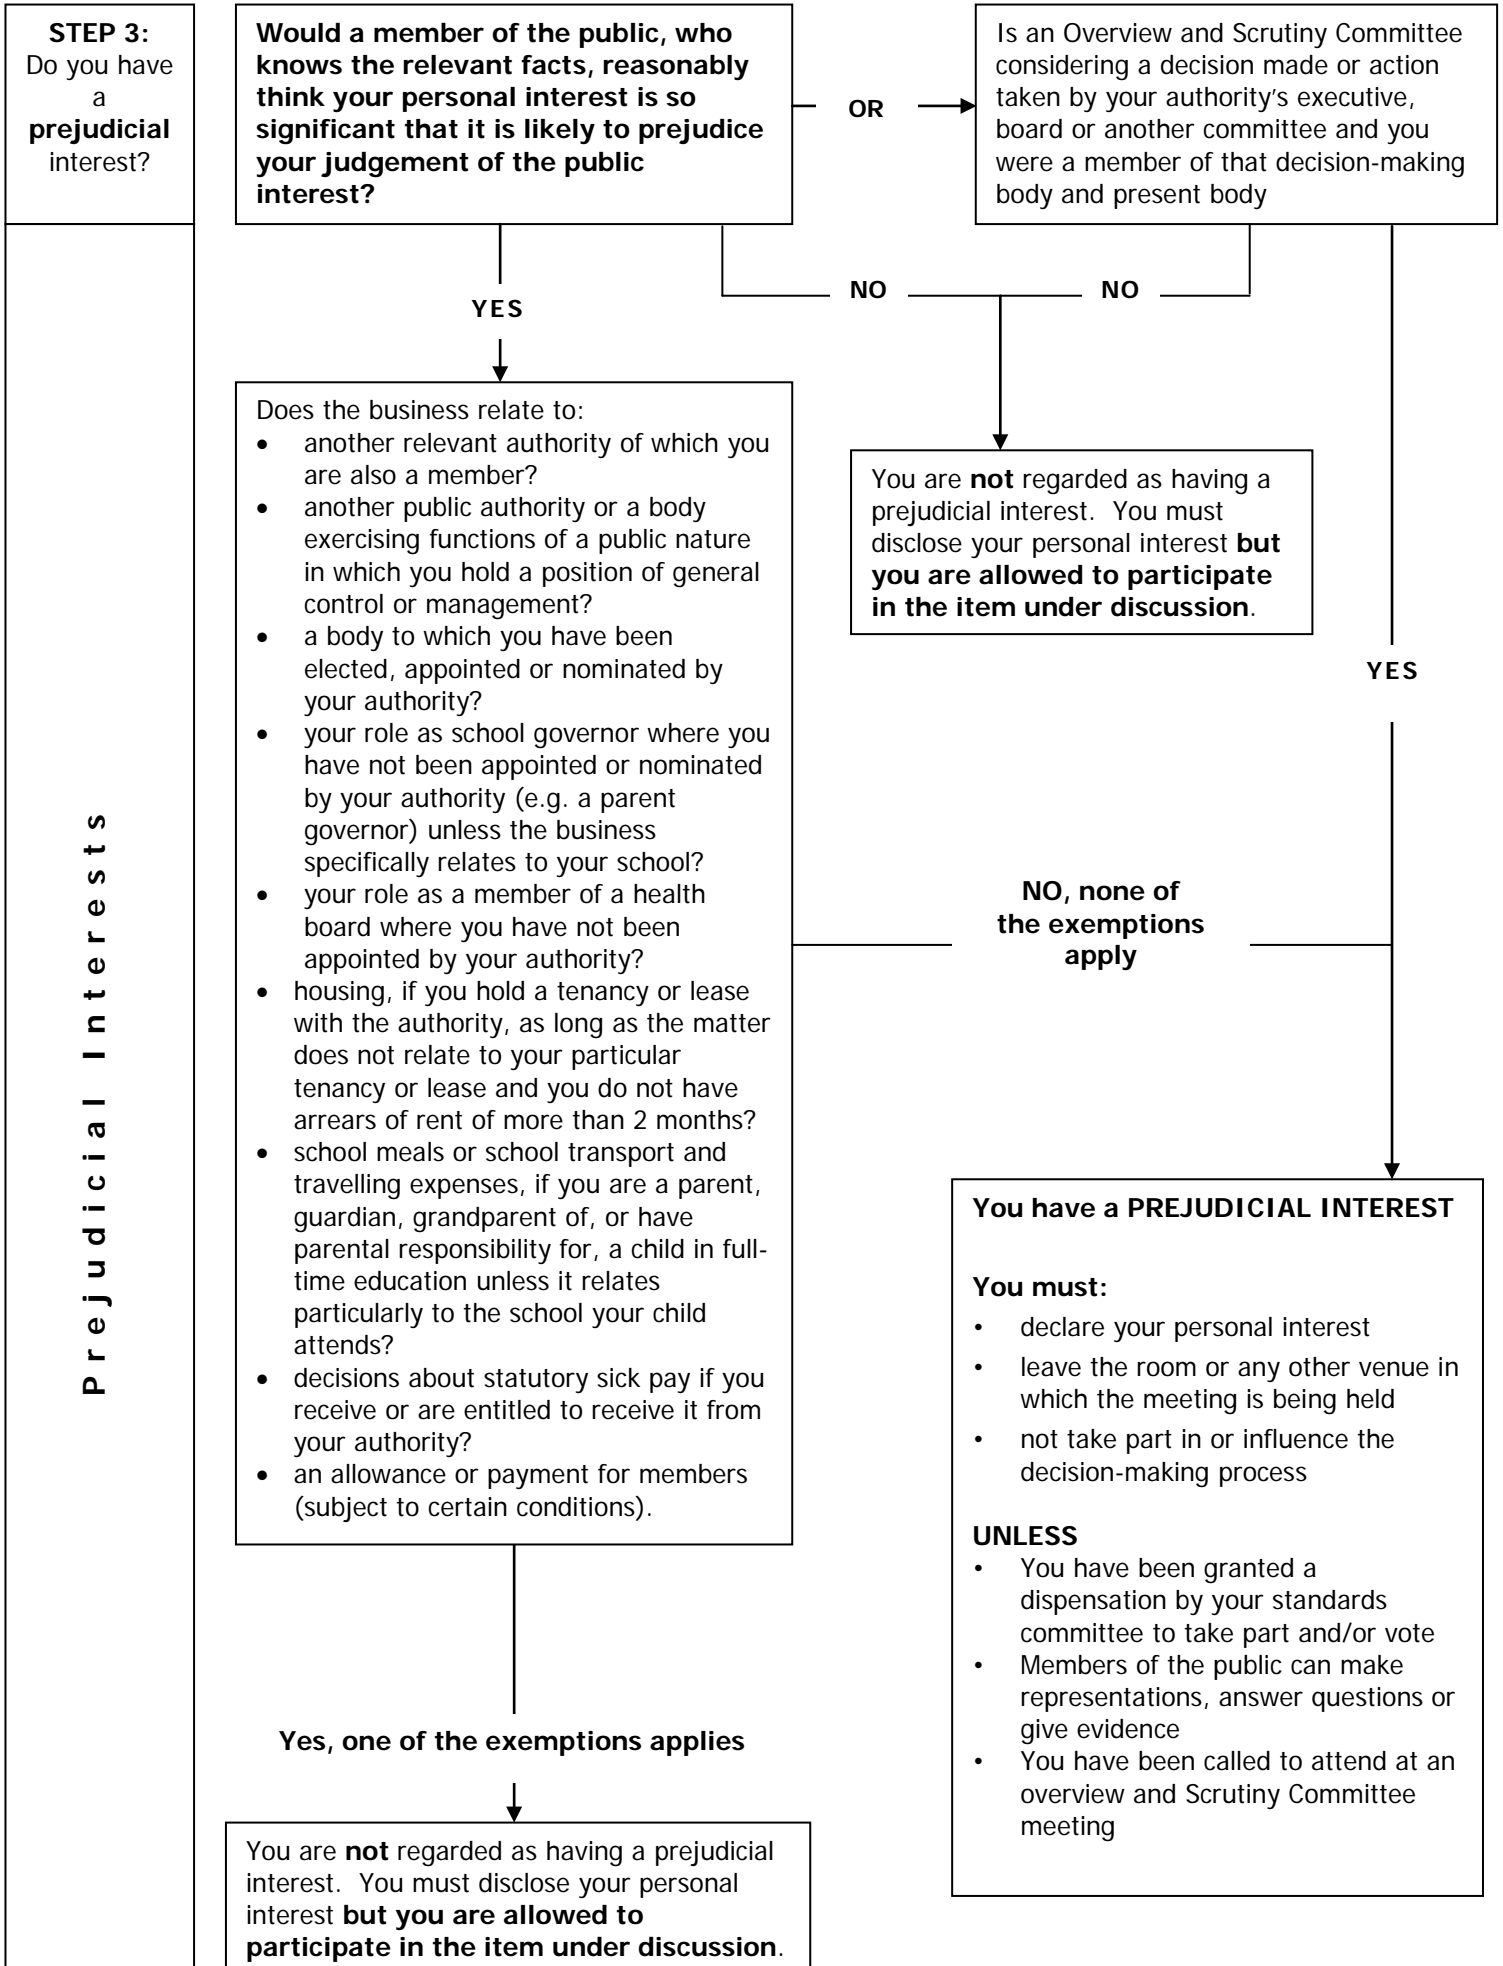 STEP 3:
Do you have
a
prejudicial
interest?
Would a member of the public, who
knows the relevant facts, reasonably
think your personal interest is so
significant that it is likely to prejudice
your judgement of the public
interest?
OR
Is an Overview and Scrutiny Committee
considering a decision made or action
taken by your authority's executive,
board or another committee and you
were a member of that decision-making
body and present body
YES
NO
NO
Does the business relate to:
• another relevant authority of which you
are also a member?
• another public authority or a body
exercising functions of a public nature
in which you hold a position of general
control or management?
• a body to which you have been
elected, appointed or nominated by
your authority?
• your role as school governor where you
have not been appointed or nominated
by your authority (e.g. a parent
governor) unless the business
specifically relates to your school?
• your role as a member of a health
board where you have not been
appointed by your authority?
• housing, if you hold a tenancy or lease
with the authority, as long as the matter
does not relate to your particular
tenancy or lease and you do not have
arrears of rent of more than 2 months?
• school meals or school transport and
travelling expenses, if you are a parent,
guardian, grandparent of, or have
parental responsibility for, a child in full-
time education unless it relates
particularly to the school your child
attends?
• decisions about statutory sick pay if you
receive or are entitled to receive it from
your authority?
• an allowance or payment for members
(subject to certain conditions).
You are not regarded as having a
prejudicial interest. You must
disclose your personal interest but
you are allowed to participate
in the item under discussion.
YES
NO, none of
the exemptions
apply
Prejudicial Interests
You have a PREJUDICIAL INTEREST
You must:
• declare your personal interest
• leave the room or any other venue in
which the meeting is being held
• not take part in or influence the
decision-making process
UNLESS
• You have been granted a
dispensation by your standards
committee to take part and/or vote
• Members of the public can make
representations, answer questions or
give evidence
• You have been called to attend at an
overview and Scrutiny Committee
meeting
Yes, one of the exemptions applies
You are not regarded as having a prejudicial
interest. You must disclose your personal
interest but you are allowed to
participate in the item under discussion.